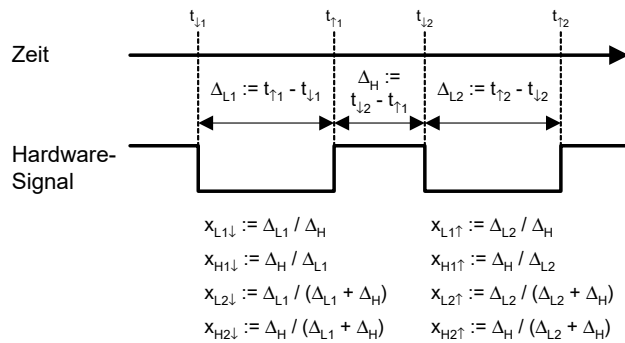 t↓1 t↑1 t↓2 t↑2
Zeit
ΔL1 := t↑1 - t↓1
ΔH :=
t↓2 - t↑1
ΔL2 := t↑2 - t↓2
Hardware-
Signal
xL1↓ := ΔL1 / ΔH
xH1↓ := ΔH / ΔL1
xL2↓ := ΔL1 / (ΔL1 + ΔH)
xH2↓ := ΔH / (ΔL1 + ΔH)
xL1↑ := ΔL2 / ΔH
xH1↑ := ΔH / ΔL2
xL2↑ := ΔL2 / (ΔL2 + ΔH)
xH2↑ := ΔH / (ΔL2 + ΔH)